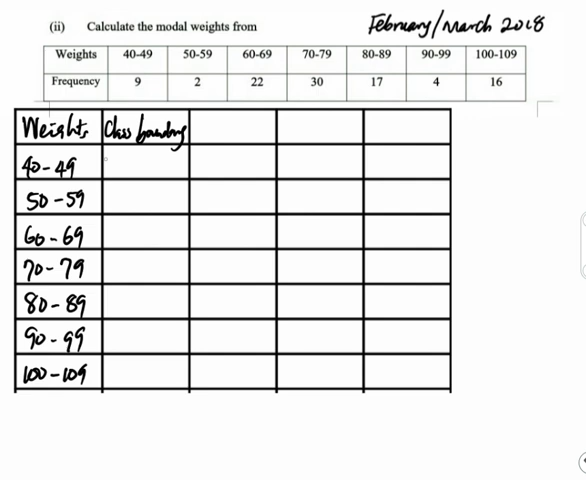 (ii) Calculate the modal weights from February/March 2018
Weights 40-49 50-59 60-69 70-79 80-89 90-99 100-109
Frequency 9 2 22 30 17 4 16
Weights Class boundary
40-49
50-59
60-69
70-79
80-89
90-99
100-109